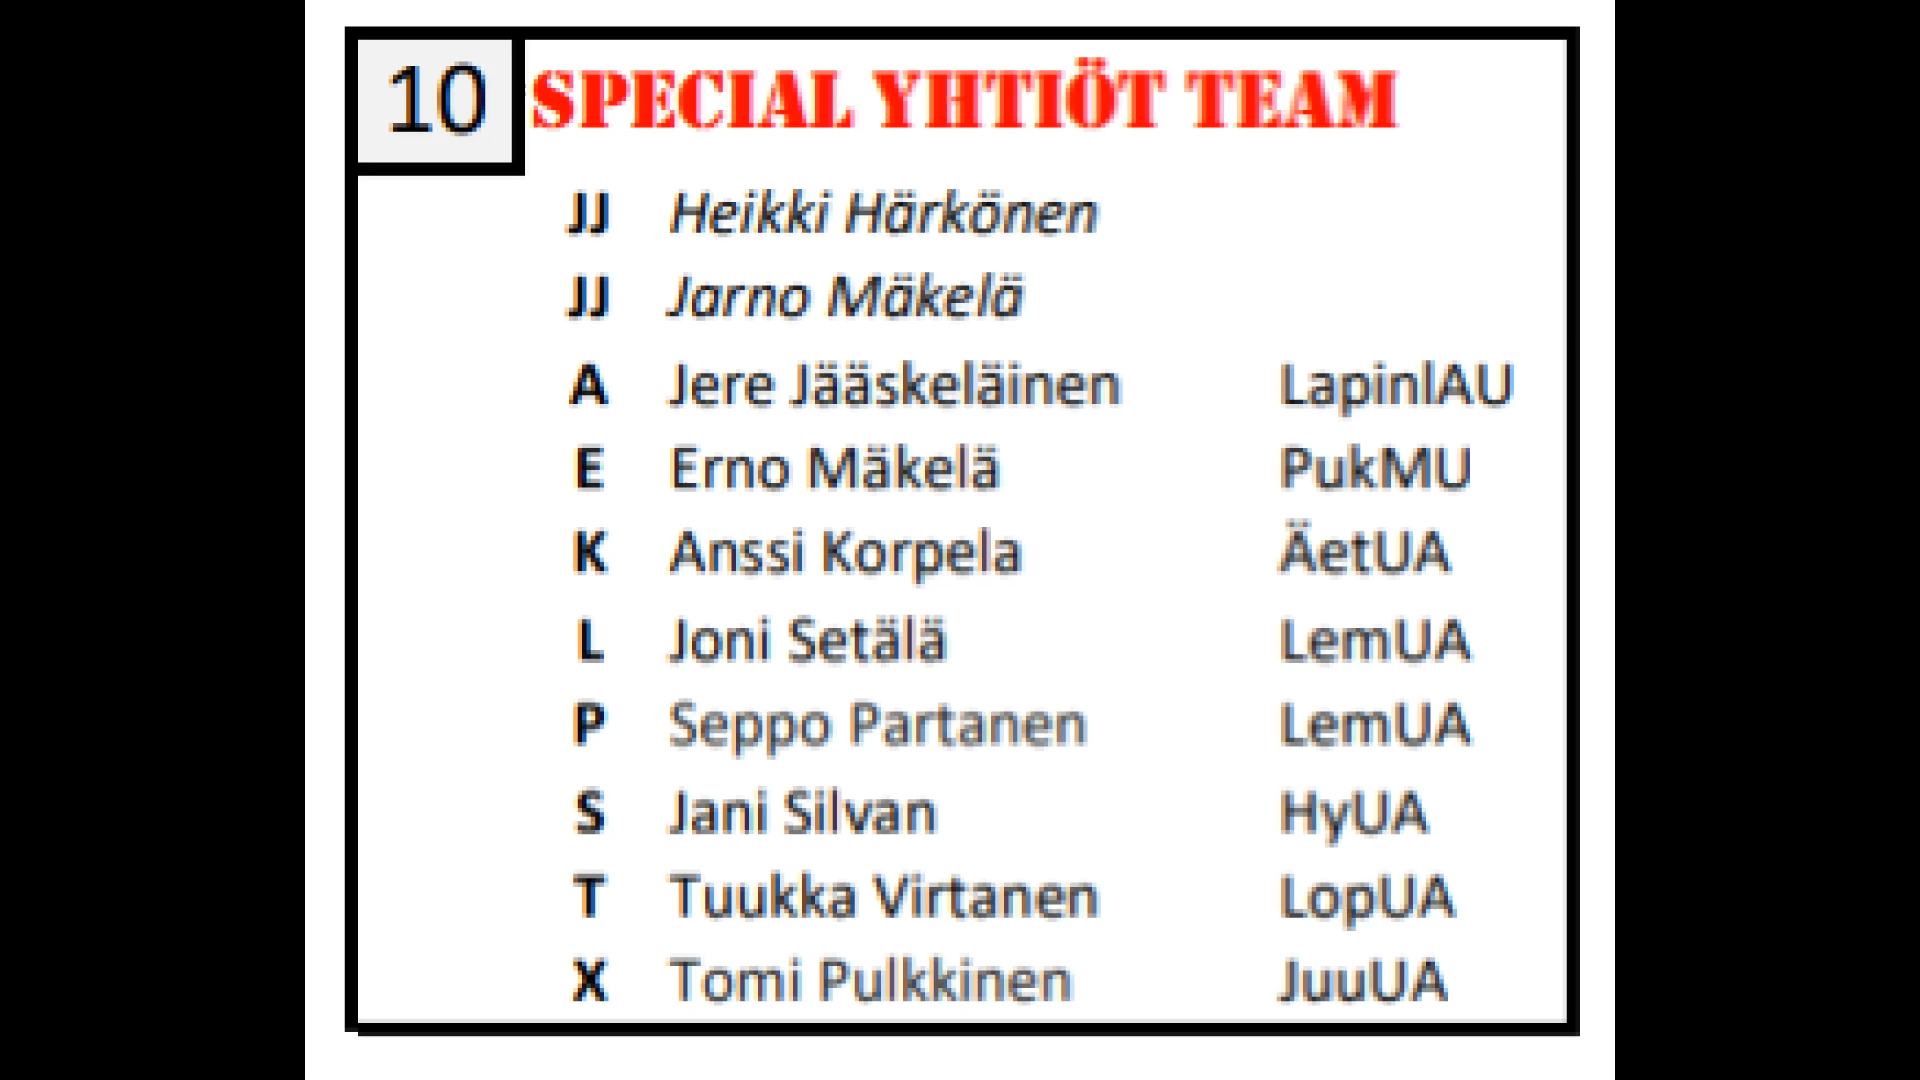 10 SPECIAL YHTIÖT TEAM
JJ Heikki Härkönen
JJ Jarno Mäkelä
A Jere Jääskeläinen LapinlAU
E Erno Mäkelä PukMU
K Anssi Korpela ÄetUA
L Joni Setälä LemUA
P Seppo Partanen LemUA
S Jani Silvan HyUA
T Tuukka Virtanen LopUA
X Tomi Pulkkinen JuuUA